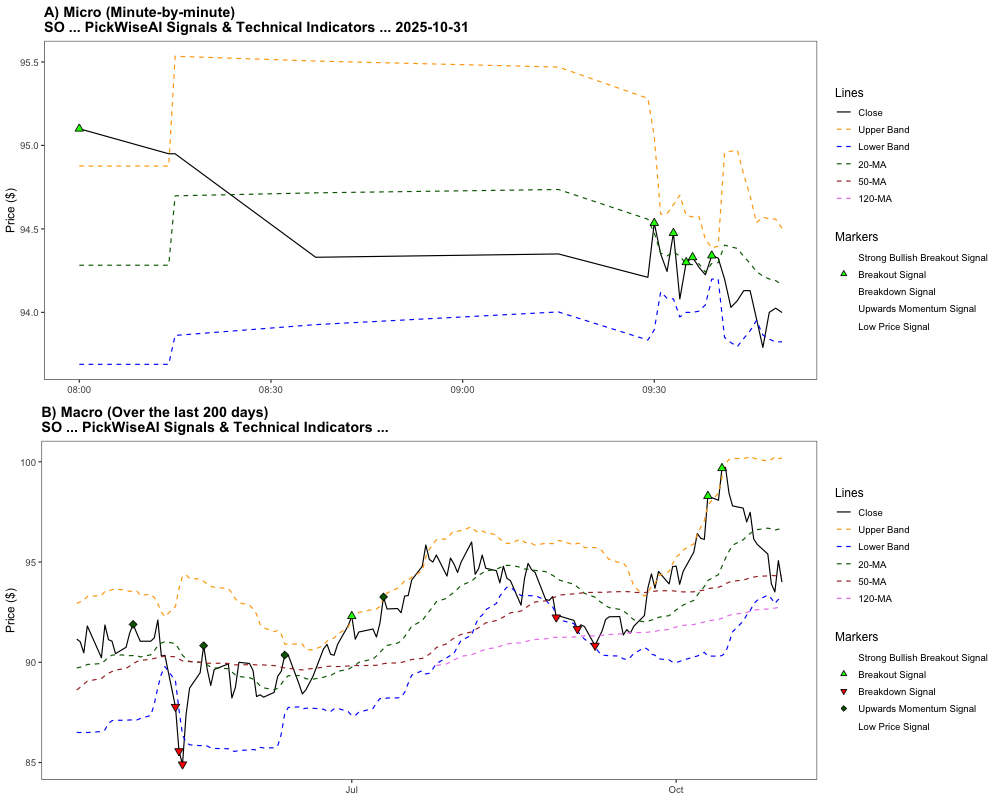 A) Micro (Minute-by-minute)
SO ... PickWiseAI Signals & Technical Indicators ... 2025-10-31
Price ($)
95.5
95.0
94.5
94.0
08:00
08:30
09:00
09:30
Lines
Close
Upper Band
Lower Band
20-MA
50-MA
120-MA
Markers
Strong Bullish Breakout Signal
Breakout Signal
Breakdown Signal
Upwards Momentum Signal
Low Price Signal
B) Macro (Over the last 200 days)
SO ... PickWiseAI Signals & Technical Indicators ...
Price ($)
100
95
90
85
Jul
Oct
Lines
Close
Upper Band
Lower Band
20-MA
50-MA
120-MA
Markers
Strong Bullish Breakout Signal
Breakout Signal
Breakdown Signal
Upwards Momentum Signal
Low Price Signal